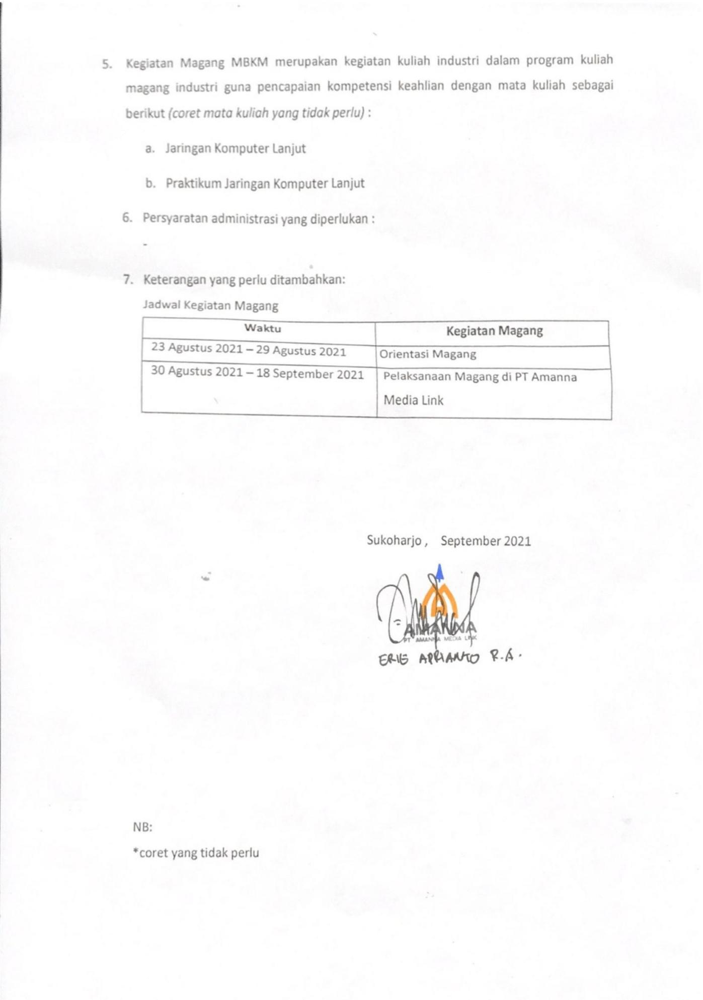 5. Kegiatan Magang MBKM merupakan kegiatan kuliah industri dalam program kuliah
magang industri guna pencapaian kompetensi keahlian dengan mata kuliah sebagai
berikut (coret mata kuliah yang tidak perlu) :
a. Jaringan Komputer Lanjut
b. Praktikum Jaringan Komputer Lanjut
6. Persyaratan administrasi yang diperlukan :
-
7. Keterangan yang perlu ditambahkan:
Jadwal Kegiatan Magang
Waktu Kegiatan Magang
23 Agustus 2021 – 29 Agustus 2021 Orientasi Magang
30 Agustus 2021 – 18 September 2021 Pelaksanaan Magang di PT Amanna
Media Link
Sukoharjo , September 2021
AMANNA
PT AMANNA MEDIA LINK
APRIANTO R.A.
NB:
*coret yang tidak perlu